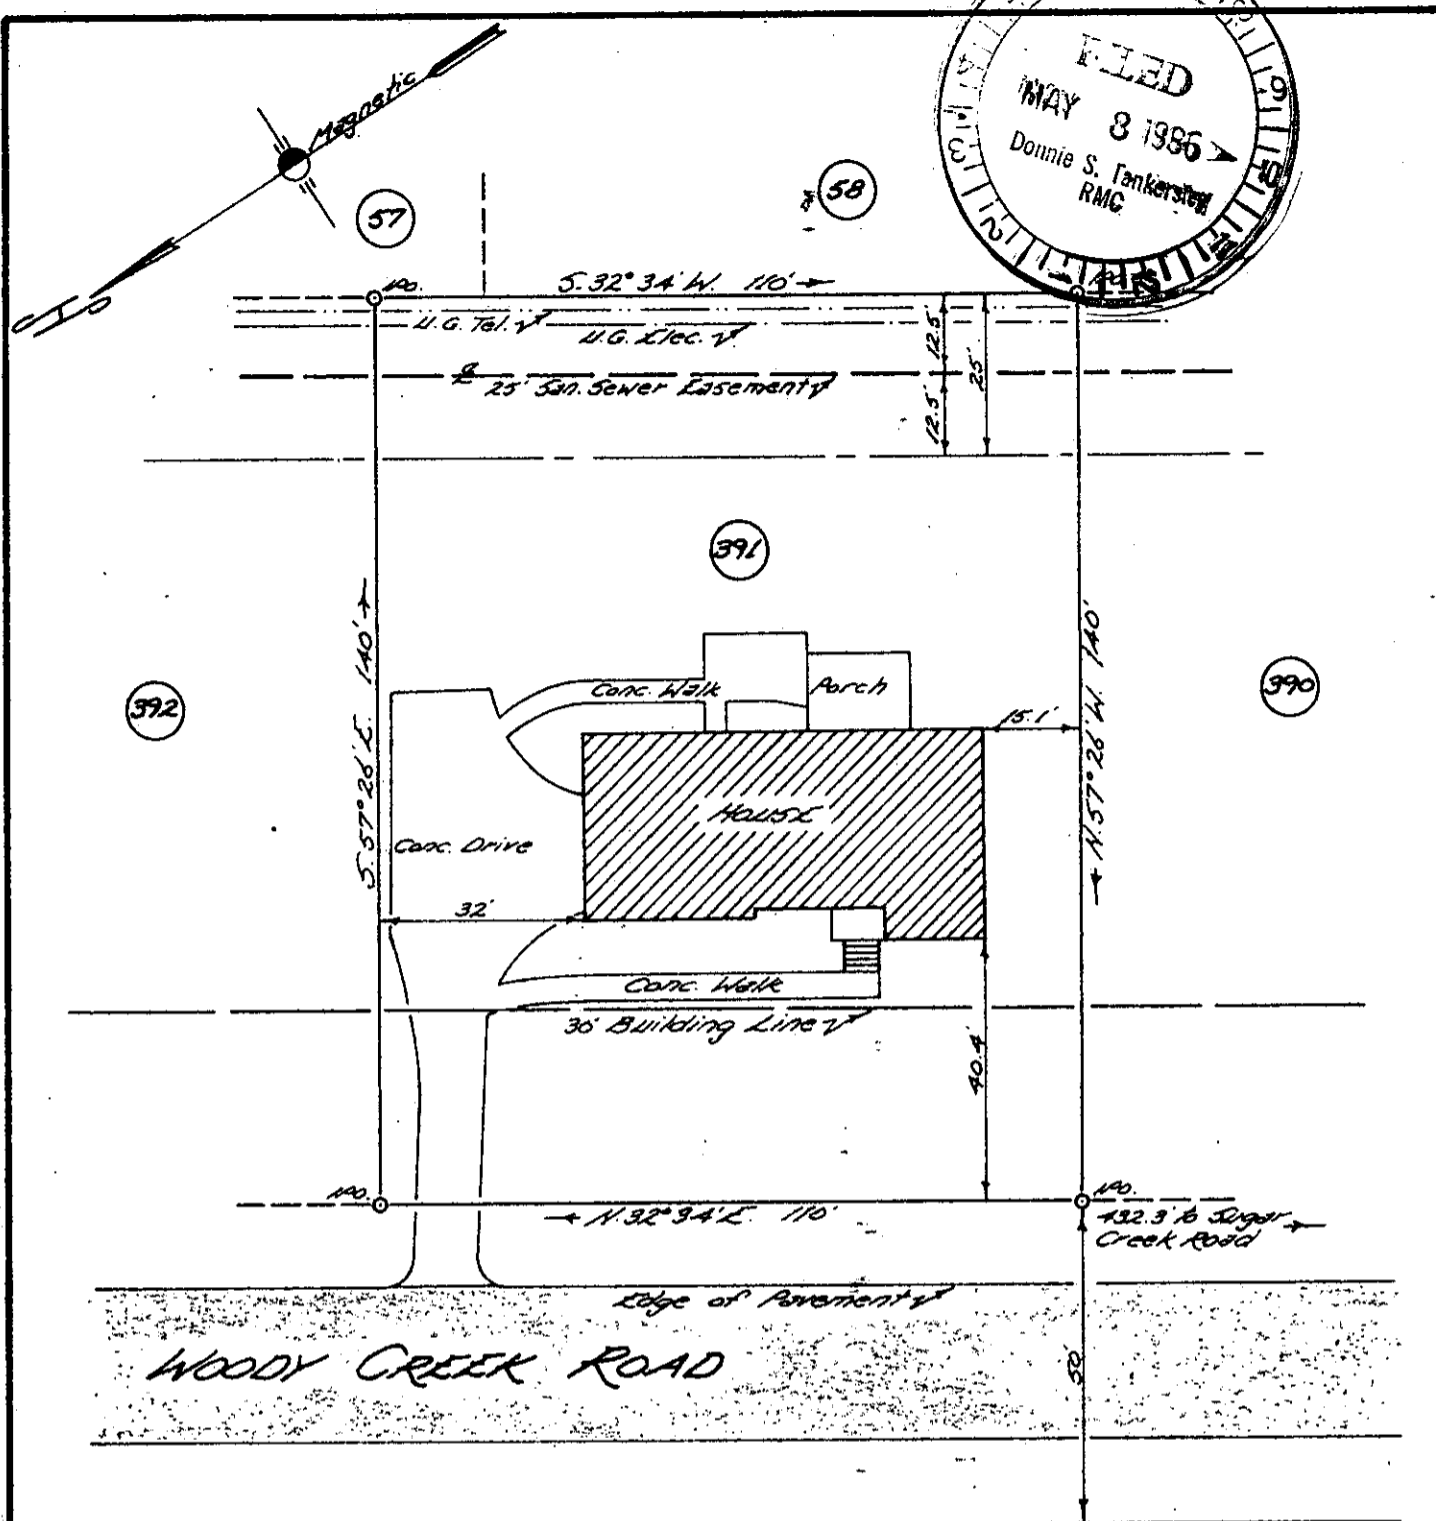 Magnetic
FILED
MAY 8 1986
Donnie S. Tankersley
RMC
57
58
I.P.O.
S. 32° 34' W. 110'
U.G. Tel.
U.G. Elec.
12.5'
25'
℄ 25' San. Sewer Easement
12.5'
391
S. 57° 26' E. 140'
N. 57° 26' W. 140'
392
390
Conc. Walk
Porch
15.1'
House
Conc. Drive
32'
Conc. Walk
30' Building Line
40.4'
I.P.O.
I.P.O.
N. 32° 34' E. 110'
432.3' to Sugar
Creek Road
Edge of Pavement
WOODY CREEK ROAD
50'